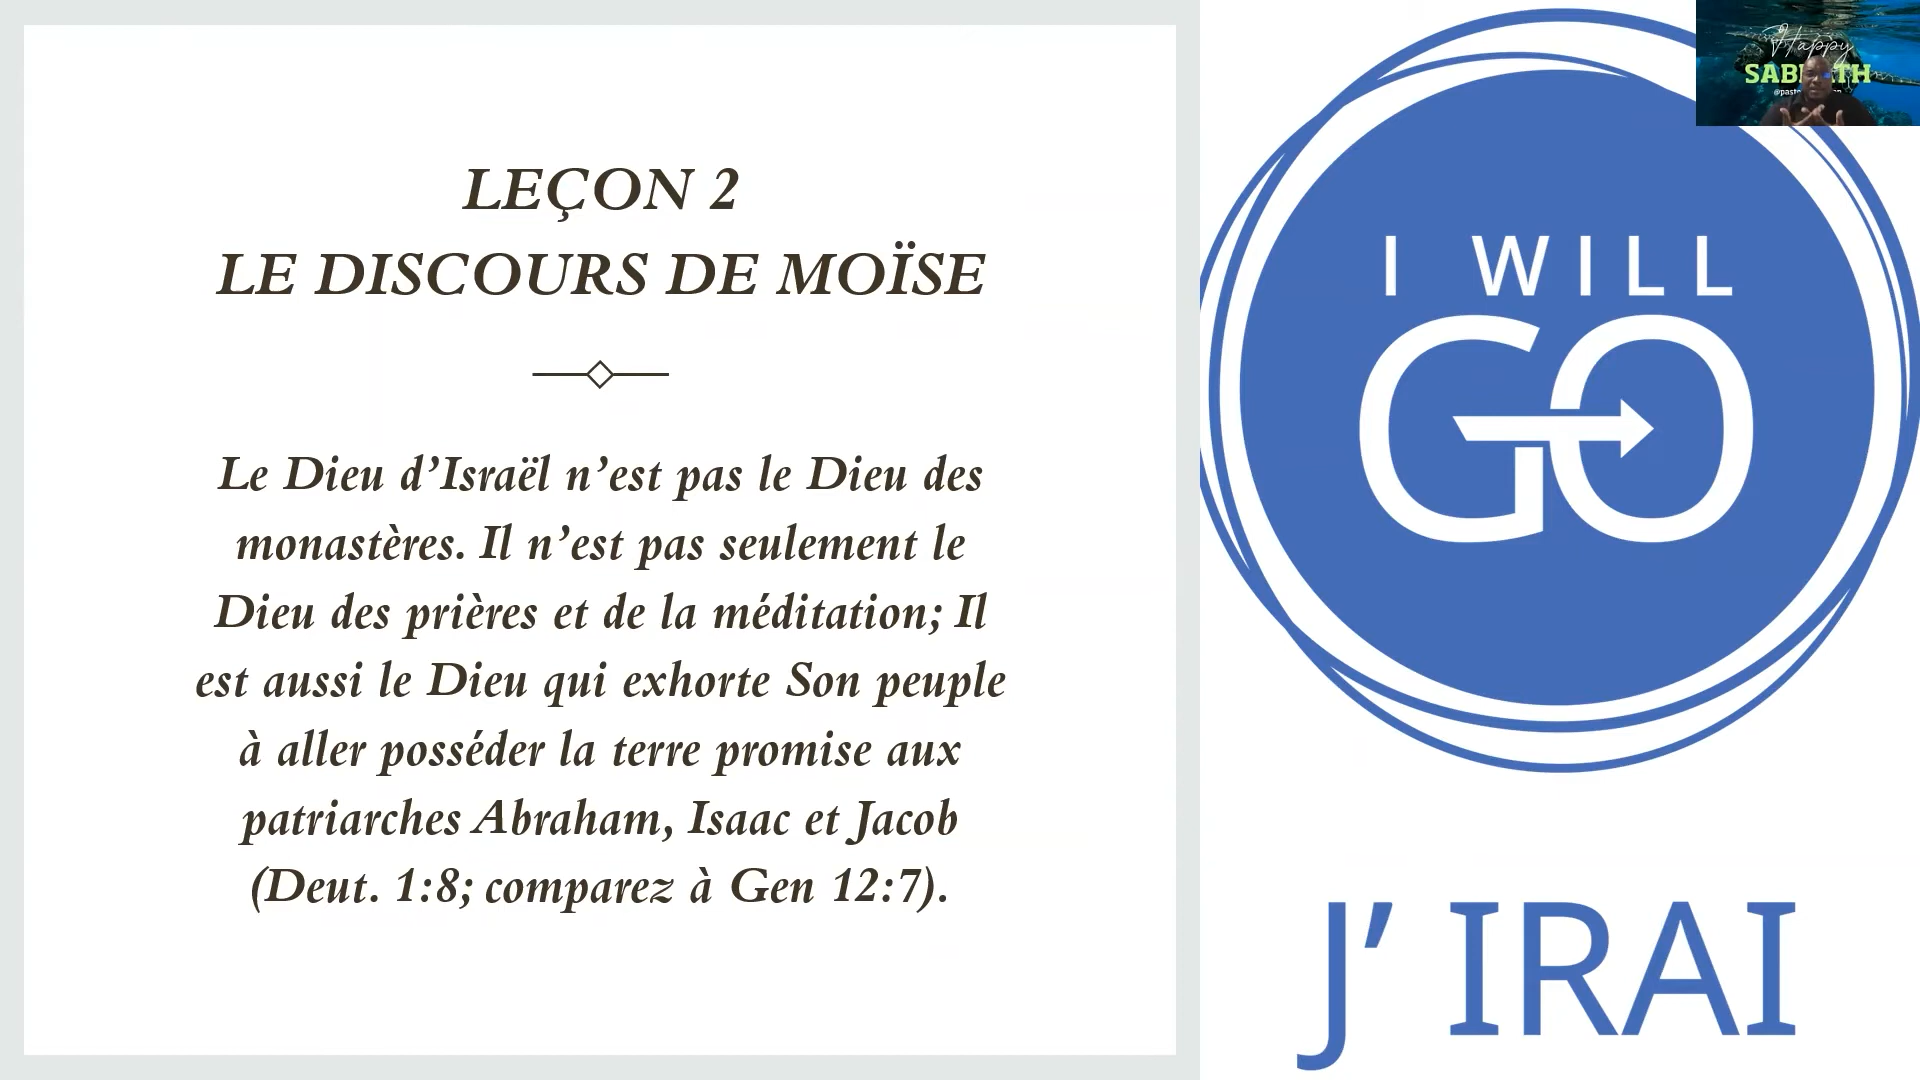 LEÇON 2
LE DISCOURS DE MOÏSE
Le Dieu d’Israël n’est pas le Dieu des
monastères. Il n’est pas seulement le
Dieu des prières et de la méditation; Il
est aussi le Dieu qui exhorte Son peuple
à aller posséder la terre promise aux
patriarches Abraham, Isaac et Jacob
(Deut. 1:8; comparez à Gen 12:7).
I WILL
GO
J’ IRAI
Happy